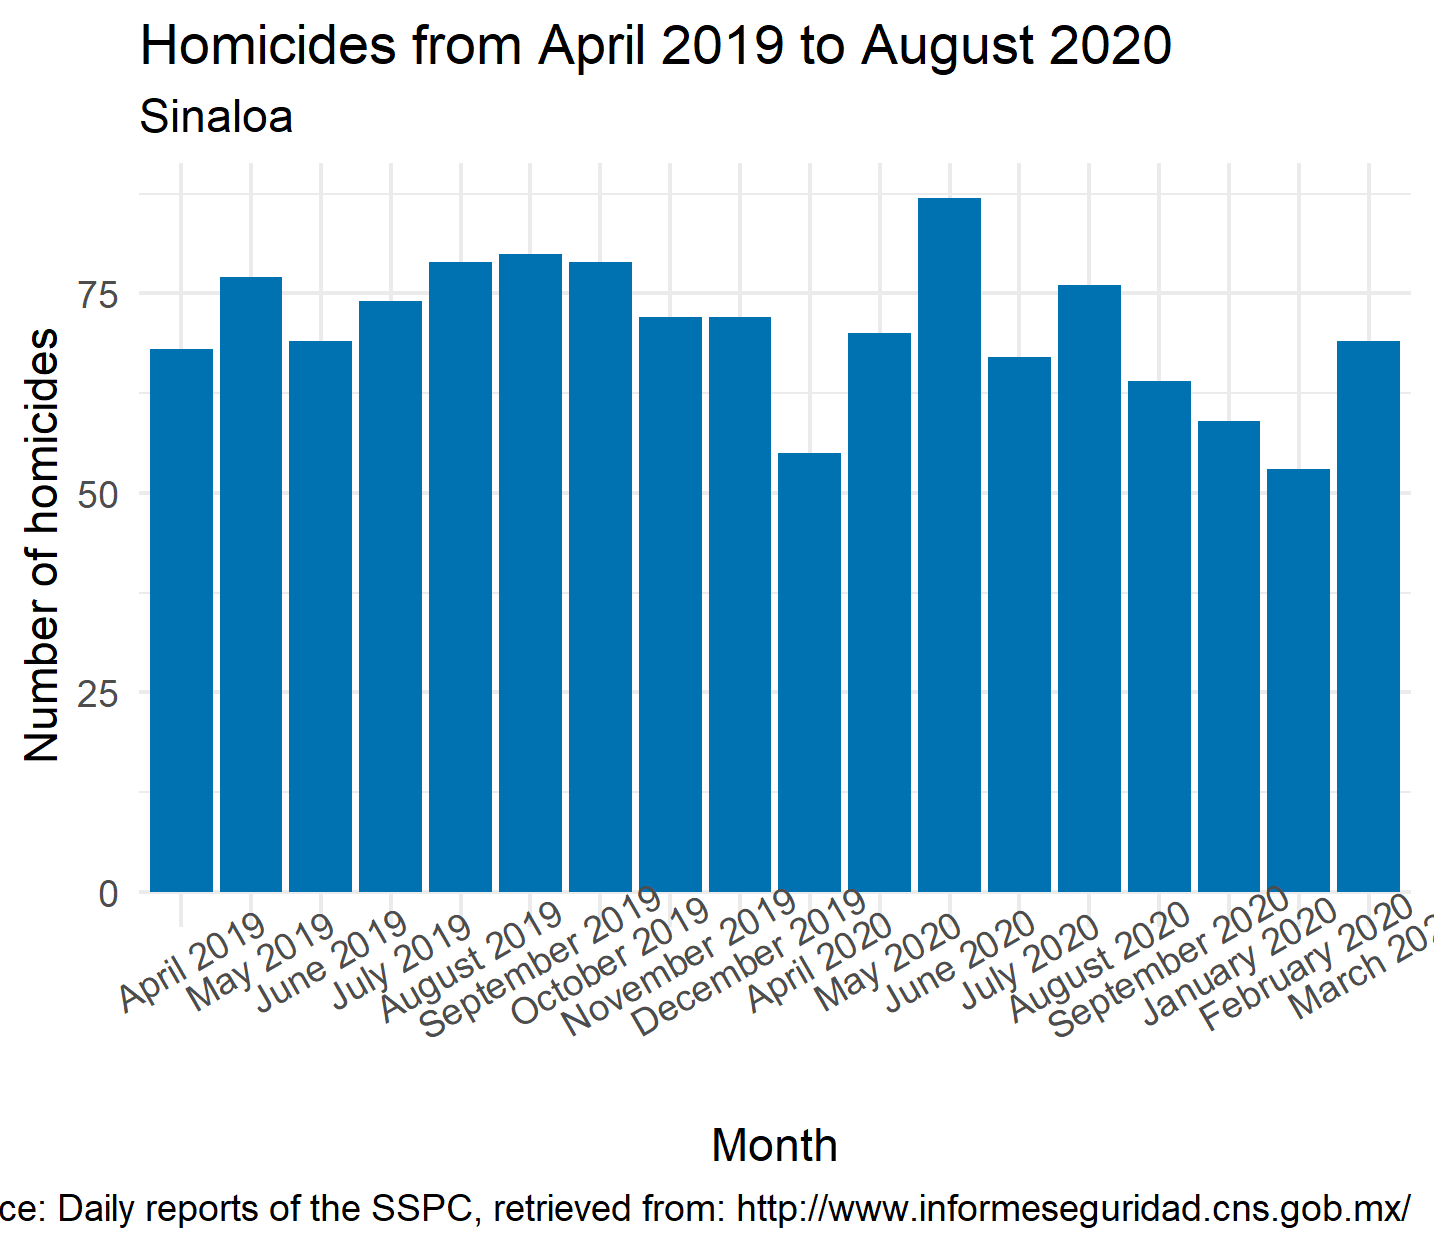 Homicides from April 2019 to August 2020
Sinaloa
Number of homicides
75
50
25
0
April 2019
May 2019
June 2019
July 2019
August 2019
September 2019
October 2019
November 2019
December 2019
April 2020
May 2020
June 2020
July 2020
August 2020
September 2020
January 2020
February 2020
March 202
Month
ce: Daily reports of the SSPC, retrieved from: http://www.informeseguridad.cns.gob.mx/